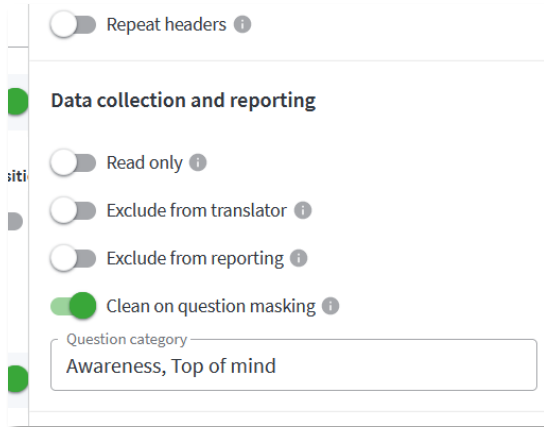 Repeat headers
Data collection and reporting
Read only
siti
Exclude from translator
Exclude from reporting
Clean on question masking
Question category
Awareness, Top of mind